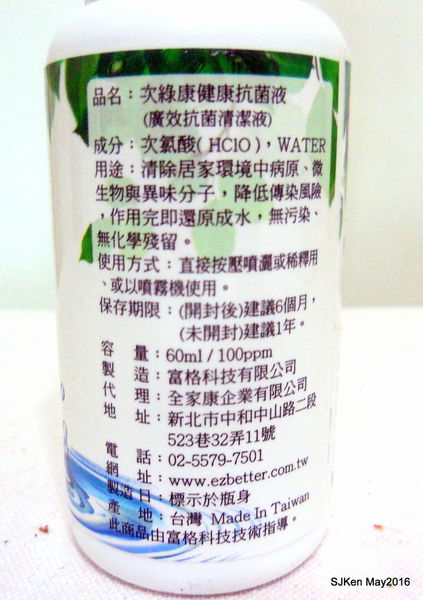 品名：次綠康健康抗菌液
(廣效抗菌清潔液)
成分：次氯酸( HClO )，WATER
用途：清除居家環境中病原、微
生物與異味分子，降低傳染風險
，作用完即還原成水，無污染、
無化學殘留。
使用方式：直接按壓噴灑或稀釋用
、或以噴霧機使用。
保存期限：(開封後)建議6個月，
(未開封)建議1年。
容　量：60ml / 100ppm
製　造：富格科技有限公司
代　理：全家康企業有限公司
地　址：新北市中和中山路二段
523巷32弄11號
電　話：02-5579-7501
網　址：www.ezbetter.com.tw
製造日：標示於瓶身
產　地：台灣 Made In Taiwan
此商品由富格科技技術指導。
SJKen May2016